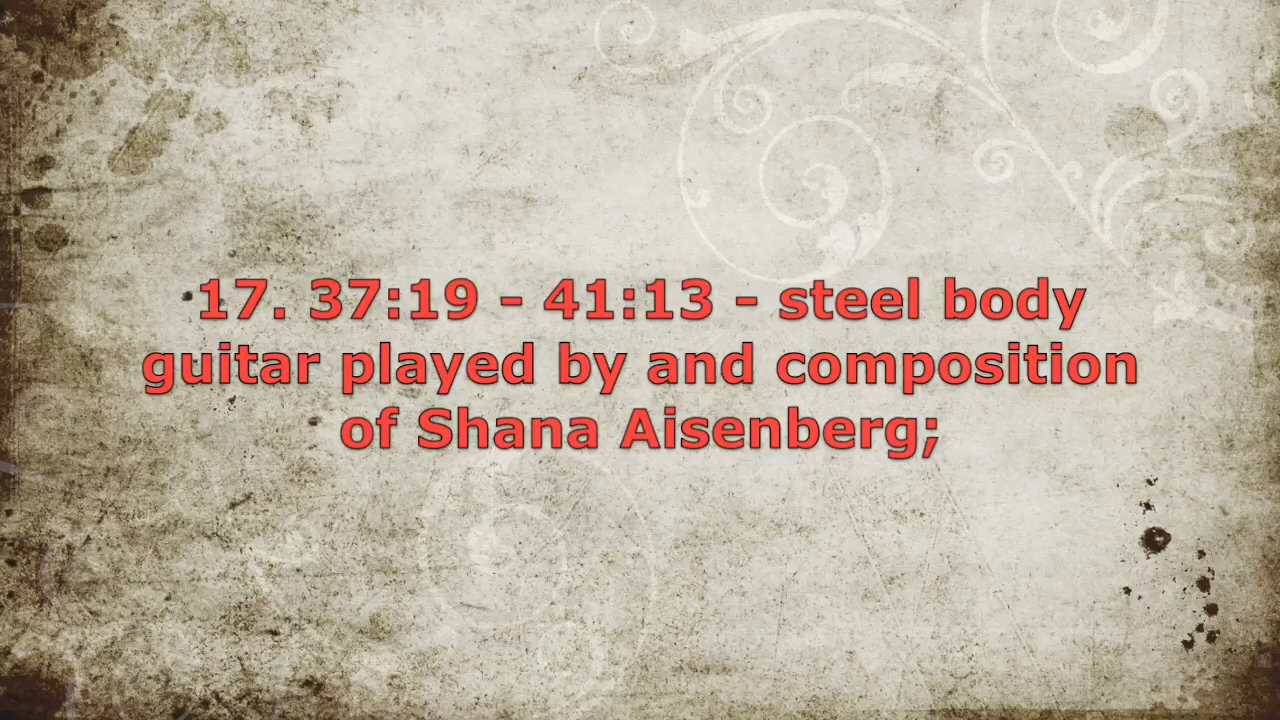 17. 37:19 - 41:13 - steel body
guitar played by and composition
of Shana Aisenberg;